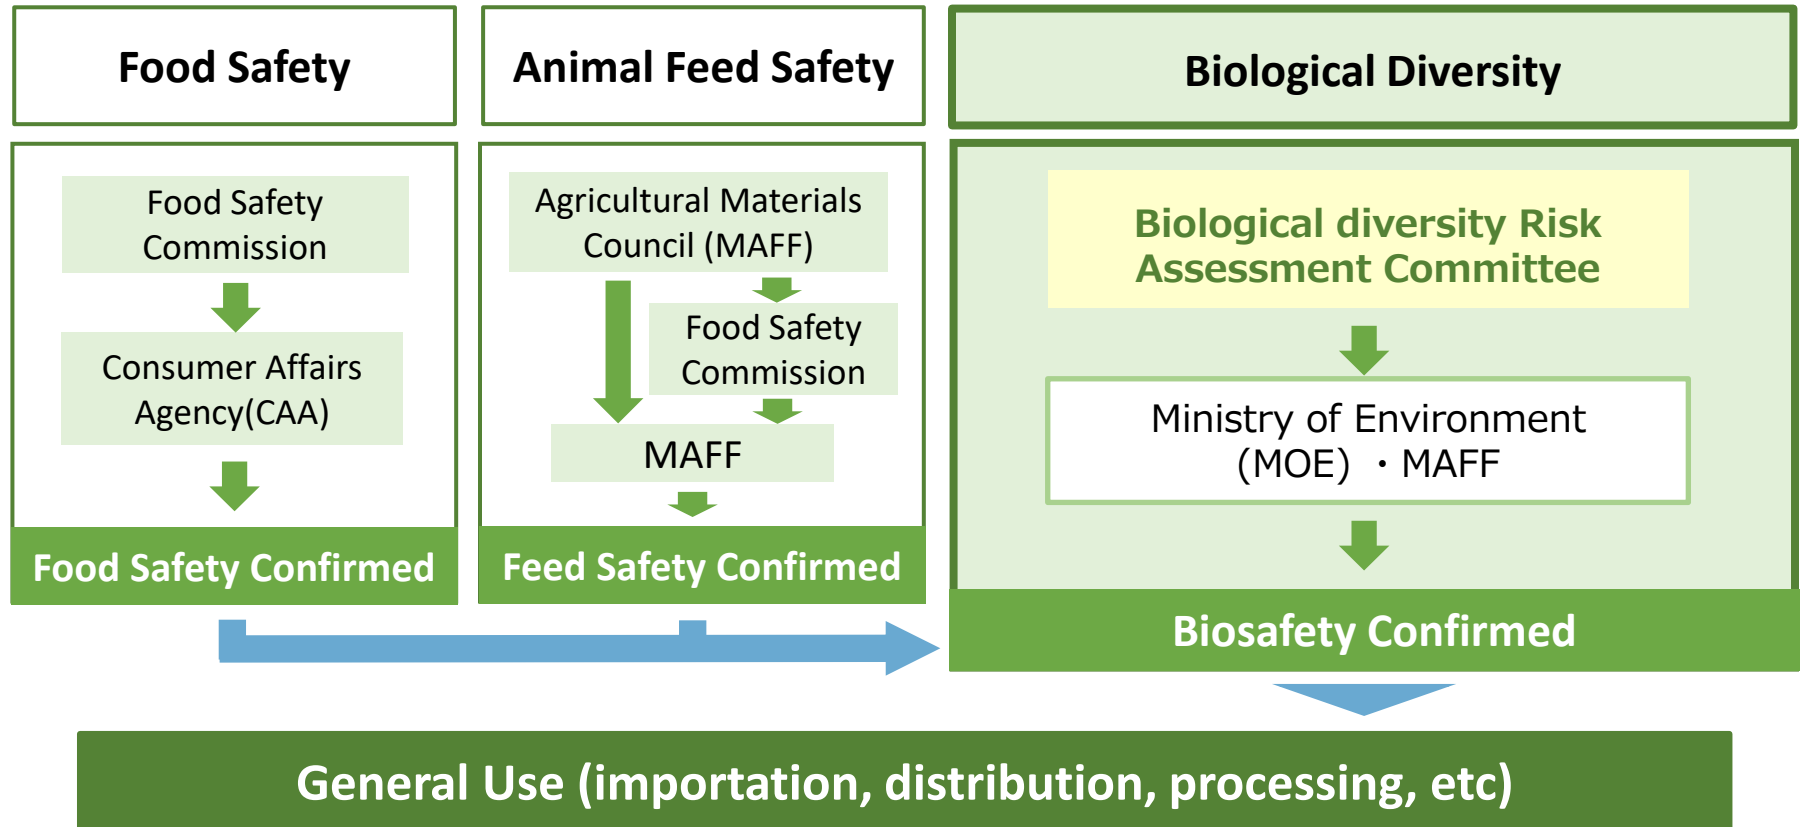 Food Safety
Animal Feed Safety
Biological Diversity
Food Safety
Commission
Consumer Affairs
Agency(CAA)
Food Safety Confirmed
Agricultural Materials
Council (MAFF)
Food Safety
Commission
MAFF
Feed Safety Confirmed
Biological diversity Risk
Assessment Committee
Ministry of Environment
(MOE) ・MAFF
Biosafety Confirmed
General Use (importation, distribution, processing, etc)